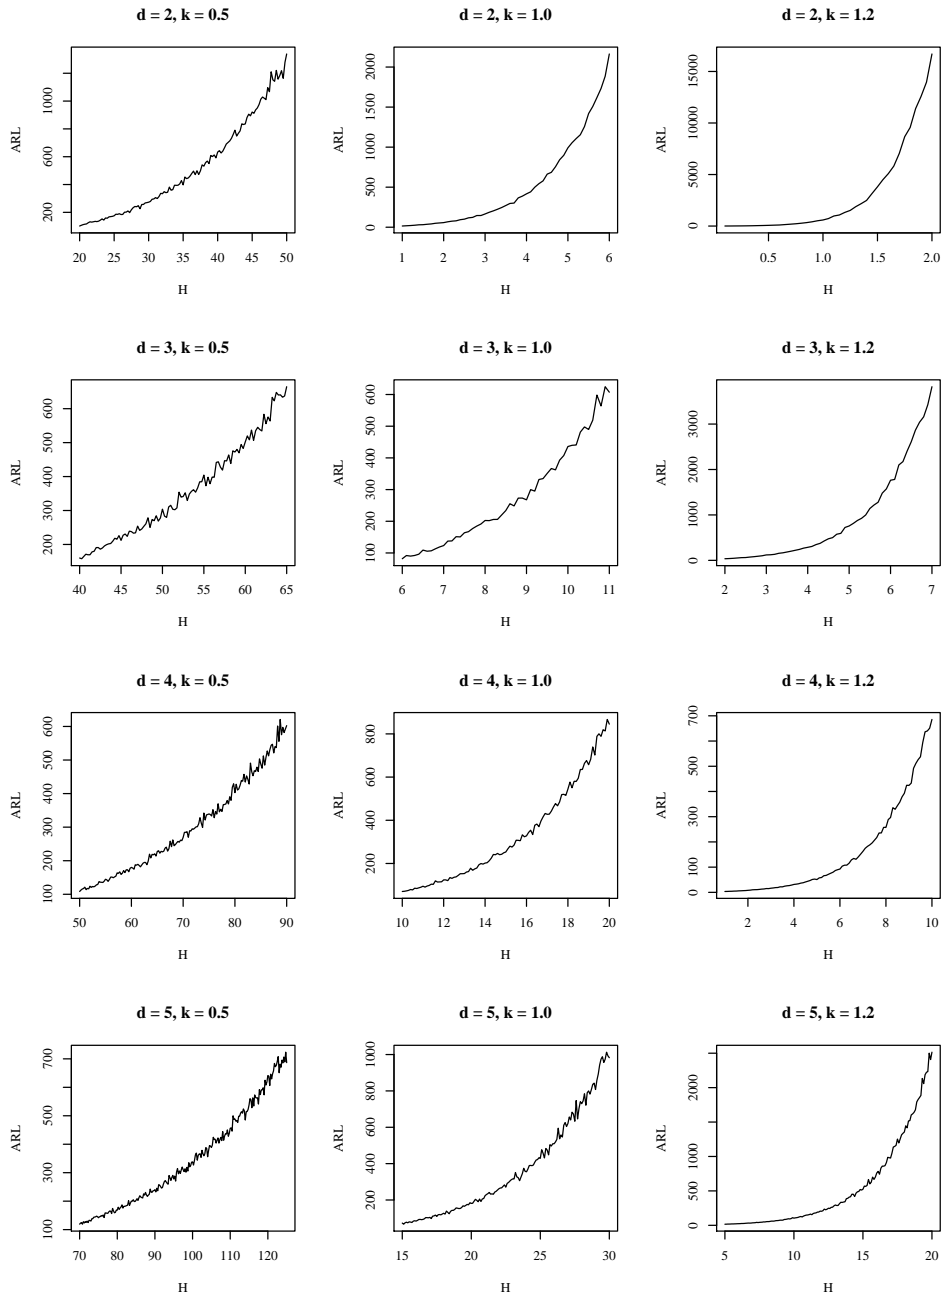 d = 2, k = 0.5
ARL
200 600 1000
20 25 30 35 40 45 50
H
d = 2, k = 1.0
ARL
0 500 1000 1500 2000
1 2 3 4 5 6
H
d = 2, k = 1.2
ARL
0 5000 15000
0.5 1.0 1.5 2.0
H
d = 3, k = 0.5
ARL
200 300 400 500 600
40 45 50 55 60 65
H
d = 3, k = 1.0
ARL
100 200 300 400 500 600
6 7 8 9 10 11
H
d = 3, k = 1.2
ARL
0 1000 3000
2 3 4 5 6 7
H
d = 4, k = 0.5
ARL
100 200 300 400 500 600
50 60 70 80 90
H
d = 4, k = 1.0
ARL
200 400 600 800
10 12 14 16 18 20
H
d = 4, k = 1.2
ARL
0 100 300 500 700
2 4 6 8 10
H
d = 5, k = 0.5
ARL
100 300 500 700
70 80 90 100 110 120
H
d = 5, k = 1.0
ARL
200 400 600 800 1000
15 20 25 30
H
d = 5, k = 1.2
ARL
0 500 1000 2000
5 10 15 20
H